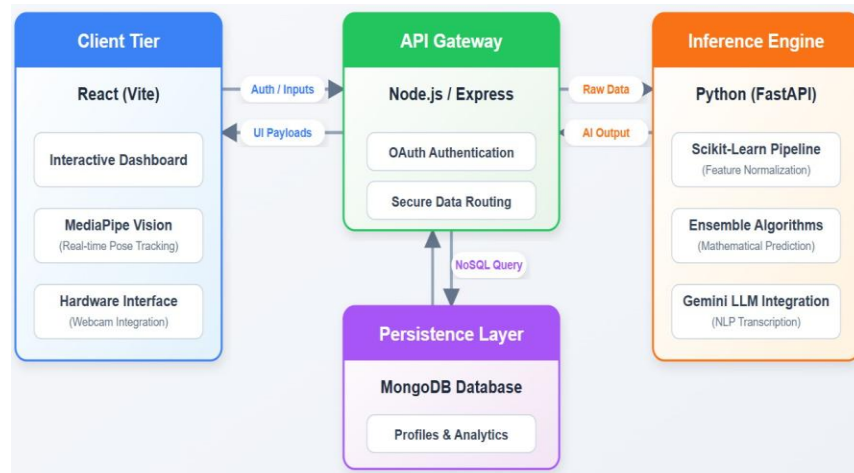 Client Tier
React (Vite)
Interactive Dashboard
MediaPipe Vision
(Real-time Pose Tracking)
Hardware Interface
(Webcam Integration)
Auth / Inputs
UI Payloads
API Gateway
Node.js / Express
OAuth Authentication
Secure Data Routing
NoSQL Query
Persistence Layer
MongoDB Database
Profiles & Analytics
Raw Data
AI Output
Inference Engine
Python (FastAPI)
Scikit-Learn Pipeline
(Feature Normalization)
Ensemble Algorithms
(Mathematical Prediction)
Gemini LLM Integration
(NLP Transcription)